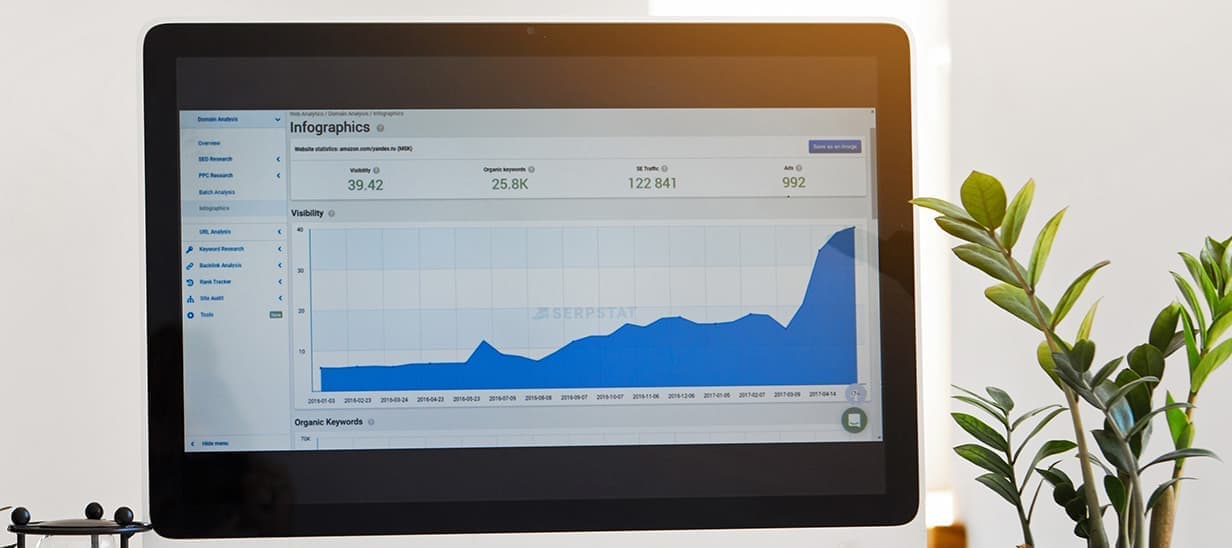 Web Analytics / Domain Analysis / Infographics
Domain Analysis
Overview
SEO Research
PPC Research
Batch Analysis
Infographics
URL Analysis
Keyword Research
Backlink Analysis
Rank Tracker
Site Audit
Tools
Hide menu
Infographics
Website statistics: amazon.com/yandex.ru (MSK)
Save as an image
Visibility
39.42
Organic keywords
25.8K
SE Traffic
122 841
Ads
992
Visibility
40
30
20
10
SERPSTAT
2016-01-03 2016-02-23 2016-03-24 2016-04-23 2016-05-23 2016-07-09 2016-08-08 2016-09-07 2016-10-07 2016-11-06 2016-12-06 2017-01-05 2017-02-07 2017-03-09 2017-04-14
Organic Keywords
70K